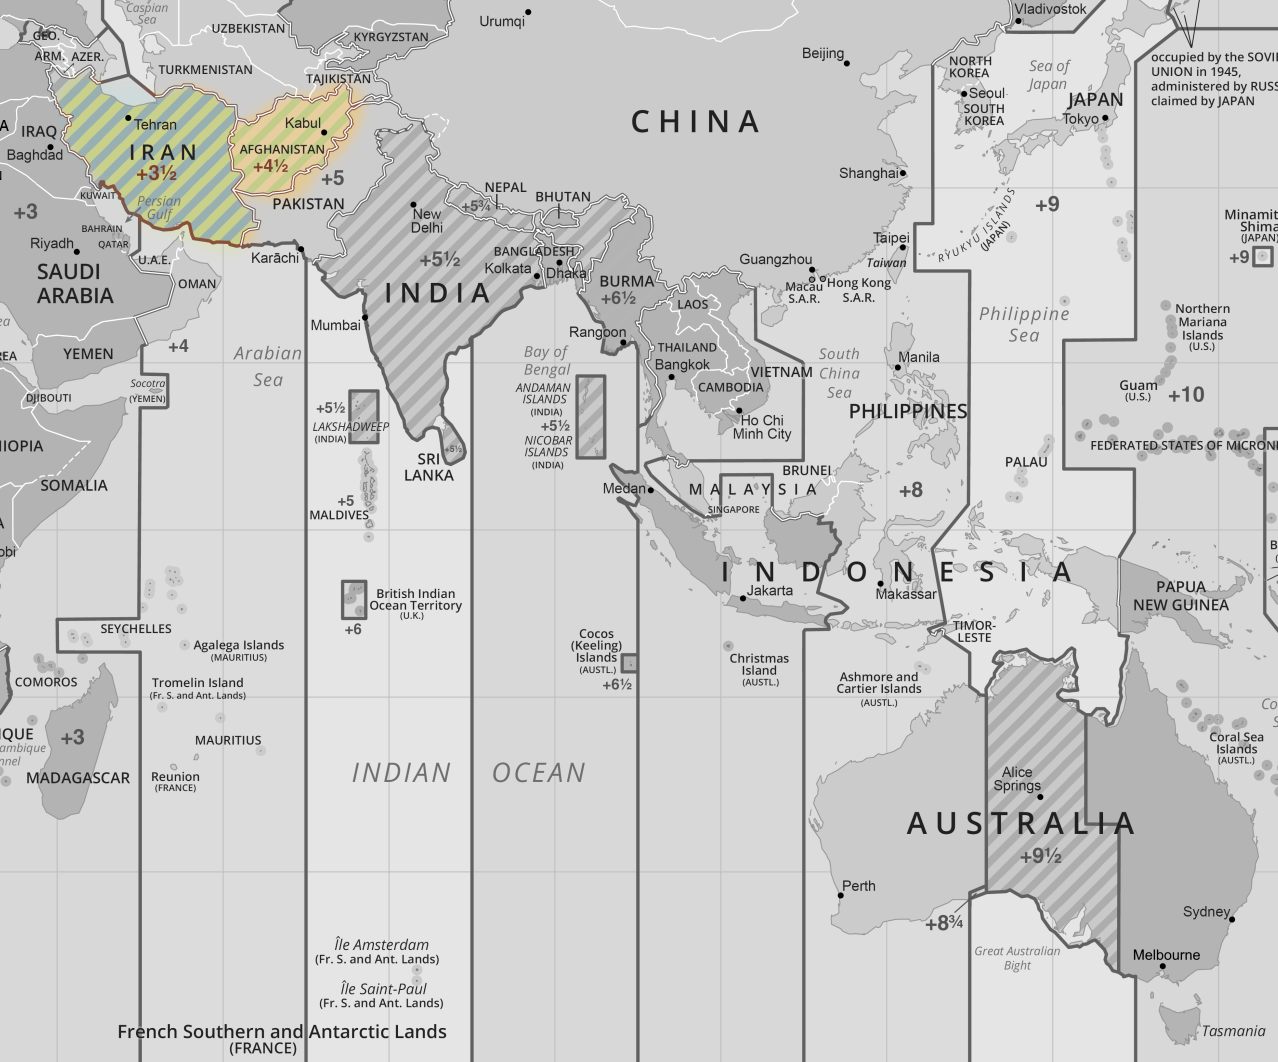 Caspian
Sea
Urumqi
Vladivostok
UZBEKISTAN
KYRGYZSTAN
GEO.
ARM.
AZER.
TURKMENISTAN
TAJIKISTAN
Beijing
NORTH
KOREA
Sea of
Japan
occupied by the SOVI
UNION in 1945,
administered by RUSS
claimed by JAPAN
Seoul
SOUTH
KOREA
JAPAN
Tokyo
CHINA
IRAQ
Baghdad
Tehran
IRAN
+3½
Kabul
AFGHANISTAN
+4½
+5
PAKISTAN
Shanghai
KUWAIT
Persian
Gulf
NEPAL
+5¾
BHUTAN
+3
+9
RYUKYU ISLANDS
(JAPAN)
Minamit
Shima
(JAPAN)
+9
BAHRAIN
QATAR
Riyadh
U.A.E.
SAUDI
ARABIA
OMAN
Karāchi
New
Delhi
+5½
INDIA
BANGLADESH
Kolkata
Dhaka
BURMA
+6½
Taipei
Taiwan
Guangzhou
Macau
S.A.R.
Hong Kong
S.A.R.
LAOS
Mumbai
Rangoon
YEMEN
+4
Arabian
Sea
Bay of
Bengal
THAILAND
Bangkok
VIETNAM
CAMBODIA
South
China
Sea
Manila
PHILIPPINES
Philippine
Sea
Northern
Mariana
Islands
(U.S.)
Guam
(U.S.)
+10
Socotra
(YEMEN)
DJIBOUTI
+5½
LAKSHADWEEP
(INDIA)
ANDAMAN
ISLANDS
(INDIA)
+5½
NICOBAR
ISLANDS
(INDIA)
Ho Chi
Minh City
FEDERATED STATES OF MICRON
HIOPIA
SOMALIA
SRI
LANKA
+5½
PALAU
BRUNEI
Medan
MALAYSIA
SINGAPORE
+8
+5
MALDIVES
obi
INDONESIA
Jakarta
Makassar
PAPUA
NEW GUINEA
British Indian
Ocean Territory
(U.K.)
+6
SEYCHELLES
Agalega Islands
(MAURITIUS)
TIMOR-
LESTE
Cocos
(Keeling)
Islands
(AUSTL.)
+6½
Christmas
Island
(AUSTL.)
Ashmore and
Cartier Islands
(AUSTL.)
COMOROS
Tromelin Island
(Fr. S. and Ant. Lands)
IQUE
ambique
nnel
+3
MAURITIUS
MADAGASCAR
Reunion
(FRANCE)
INDIAN OCEAN
Coral Sea
Islands
(AUSTL.)
Alice
Springs
AUSTRALIA
+9½
Perth
+8¾
Sydney
Great Australian
Bight
Melbourne
Île Amsterdam
(Fr. S. and Ant. Lands)
Île Saint-Paul
(Fr. S. and Ant. Lands)
French Southern and Antarctic Lands
(FRANCE)
Tasmania